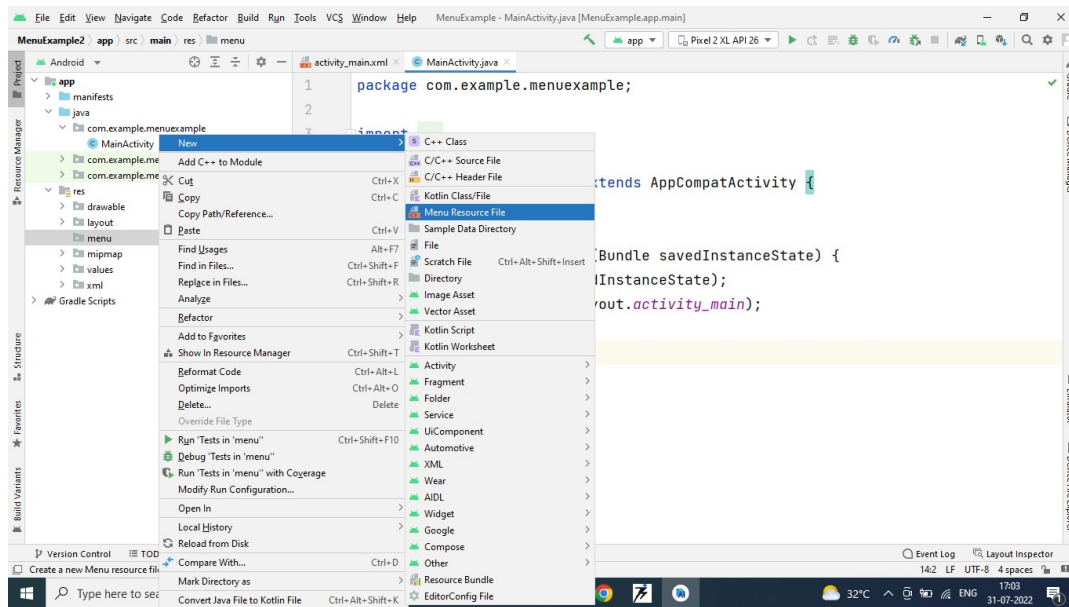 File Edit View Navigate Code Refactor Build Run Tools VCS Window Help MenuExample - MainActivity.java [MenuExample.app.main]
MenuExample2 app src main res menu
app Pixel 2 XL API 26
Android
activity_main.xml MainActivity.java
Project
Resource Manager
Structure
Favorites
Build Variants
app
manifests
java
com.example.menuexample
MainActivity
com.example.me
com.example.me
res
drawable
layout
menu
mipmap
values
xml
Gradle Scripts
1 package com.example.menuexample;
2
3 import
xtends AppCompatActivity {
(Bundle savedInstanceState) {
InstanceState);
out.activity_main);
New
Add C++ to Module
Cut Ctrl+X
Copy Ctrl+C
Copy Path/Reference...
Paste Ctrl+V
Find Usages Alt+F7
Find in Files... Ctrl+Shift+F
Replace in Files... Ctrl+Shift+R
Analyze
Refactor
Add to Favorites
Show In Resource Manager Ctrl+Shift+T
Reformat Code Ctrl+Alt+L
Optimize Imports Ctrl+Alt+O
Delete... Delete
Override File Type
Run 'Tests in 'menu'' Ctrl+Shift+F10
Debug 'Tests in 'menu''
Run 'Tests in 'menu'' with Coverage
Modify Run Configuration...
Open In
Local History
Reload from Disk
Compare With... Ctrl+D
Mark Directory as
Convert Java File to Kotlin File Ctrl+Alt+Shift+K
C++ Class
C/C++ Source File
C/C++ Header File
Kotlin Class/File
Menu Resource File
Sample Data Directory
File
Scratch File Ctrl+Alt+Shift+Insert
Directory
Image Asset
Vector Asset
Kotlin Script
Kotlin Worksheet
Activity
Fragment
Folder
Service
UiComponent
Automotive
XML
Wear
AIDL
Widget
Google
Compose
Other
Resource Bundle
EditorConfig File
Version Control TOD
Event Log Layout Inspector
Create a new Menu resource fil
14:2 LF UTF-8 4 spaces
Type here to sea
32°C ENG 17:03
31-07-2022